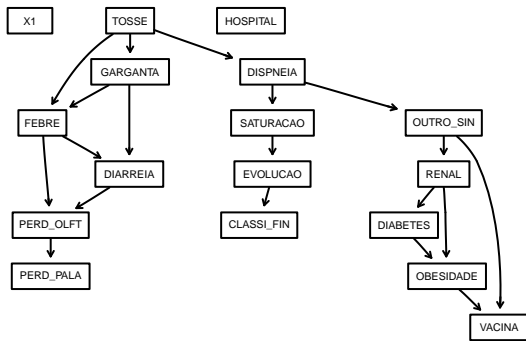 X1
TOSSE
HOSPITAL
GARGANTA
DISPNEIA
FEBRE
SATURACAO
OUTRO_SIN
DIARREIA
EVOLUCAO
RENAL
PERD_OLFT
CLASSI_FIN
DIABETES
PERD_PALA
OBESIDADE
VACINA